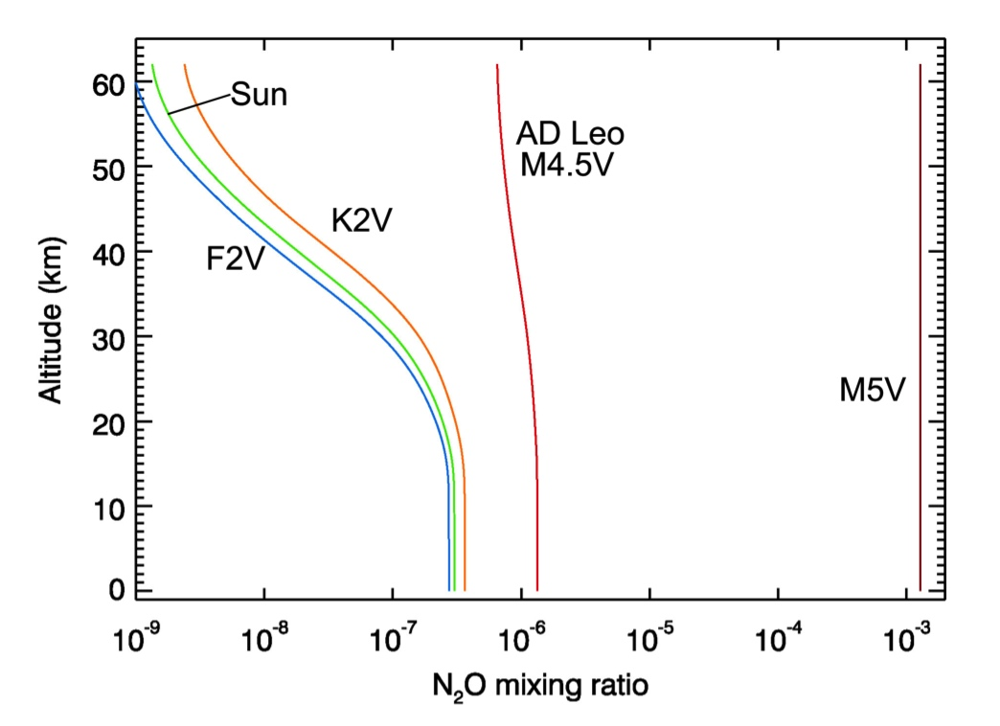 60
Sun
AD Leo
50
M4.5V
K2V
40
F2V
Altitude (km)
30
M5V
20
10
0
10⁻⁹ 10⁻⁸ 10⁻⁷ 10⁻⁶ 10⁻⁵ 10⁻⁴ 10⁻³
N₂O mixing ratio